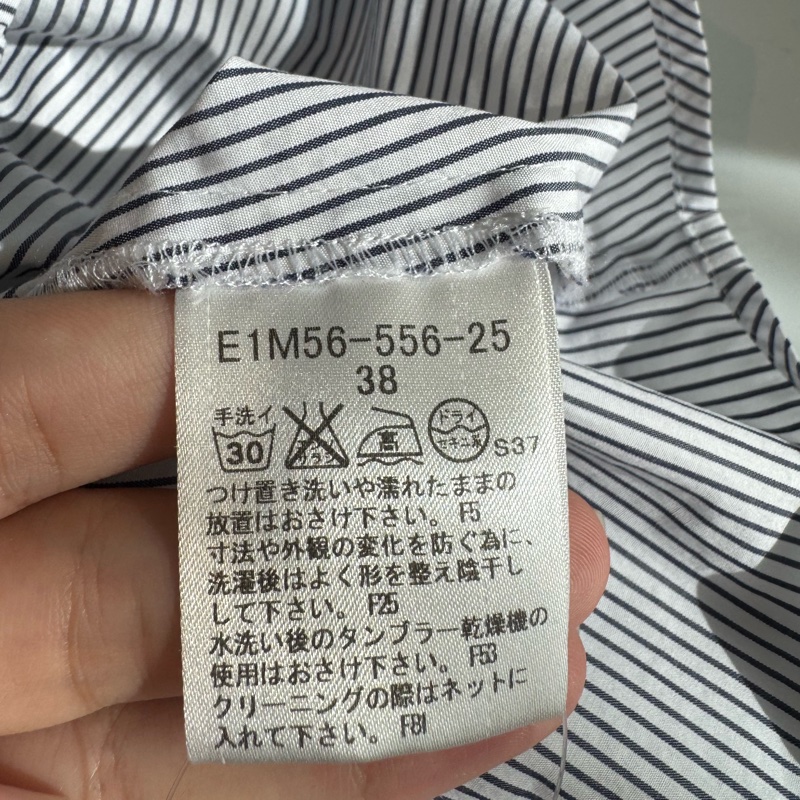 E1M56-556-25
38
手洗イ
30
高
ドライ
S37
つけ置き洗いや濡れたままの
放置はおさけ下さい。 F5
寸法や外観の変化を防ぐ為に、
洗濯後はよく形を整え陰干し
して下さい。 F25
水洗い後のタンブラー乾燥機の
使用はおさけ下さい。 F53
クリーニングの際はネットに
入れて下さい。 F81